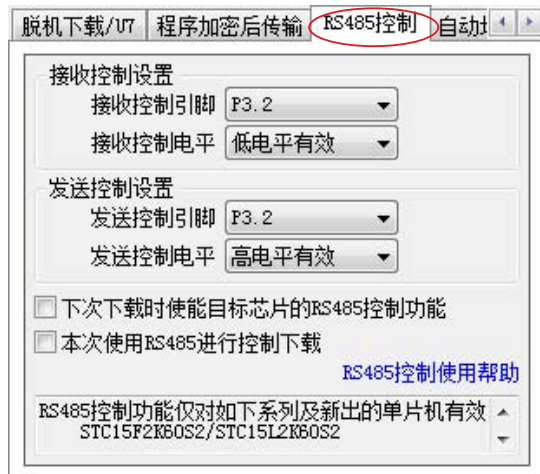 脱机下载/U7 程序加密后传输 RS485控制 自动
接收控制设置
接收控制引脚 P3.2
接收控制电平 低电平有效
发送控制设置
发送控制引脚 P3.2
发送控制电平 高电平有效
下次下载时使能目标芯片的RS485控制功能
本次使用RS485进行控制下载
RS485控制使用帮助
RS485控制功能仅对如下系列及新出的单片机有效
STC15F2K60S2/STC15L2K60S2